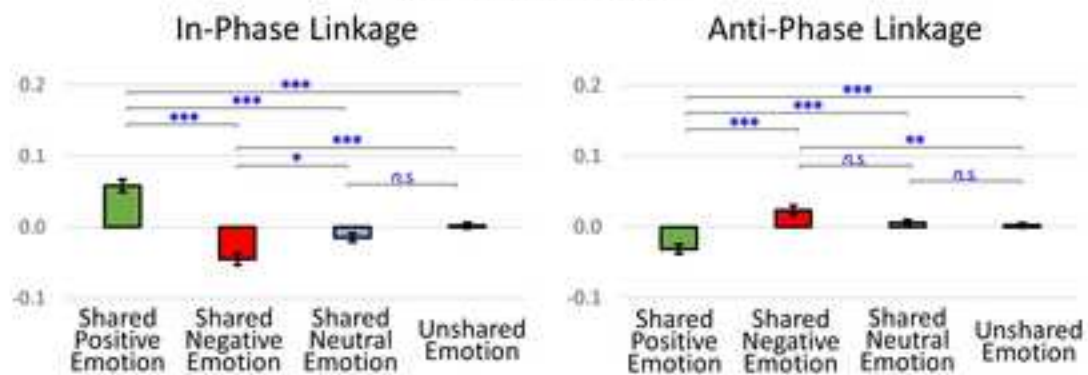 In-Phase Linkage
0.2
0.1
0.0
-0.1
***
***
***
***
*
n.s.
Shared Positive Emotion
Shared Negative Emotion
Shared Neutral Emotion
Unshared Emotion
Anti-Phase Linkage
0.2
0.1
0.0
-0.1
***
***
***
**
n.s.
n.s.
Shared Positive Emotion
Shared Negative Emotion
Shared Neutral Emotion
Unshared Emotion